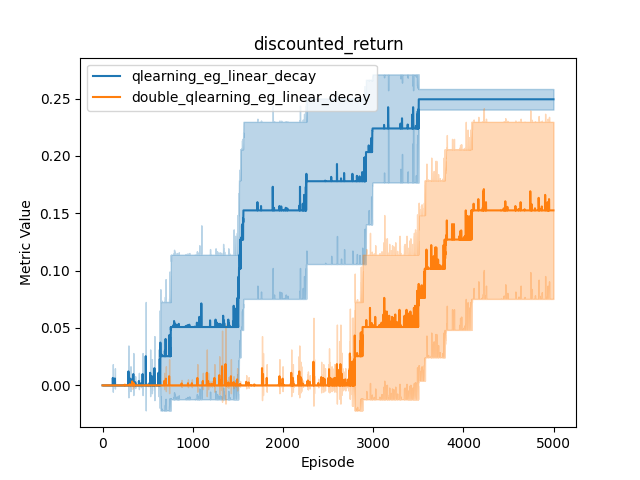 discounted_return
qlearning_eg_linear_decay
double_qlearning_eg_linear_decay
Metric Value
0.25
0.20
0.15
0.10
0.05
0.00
0
1000
2000
3000
4000
5000
Episode